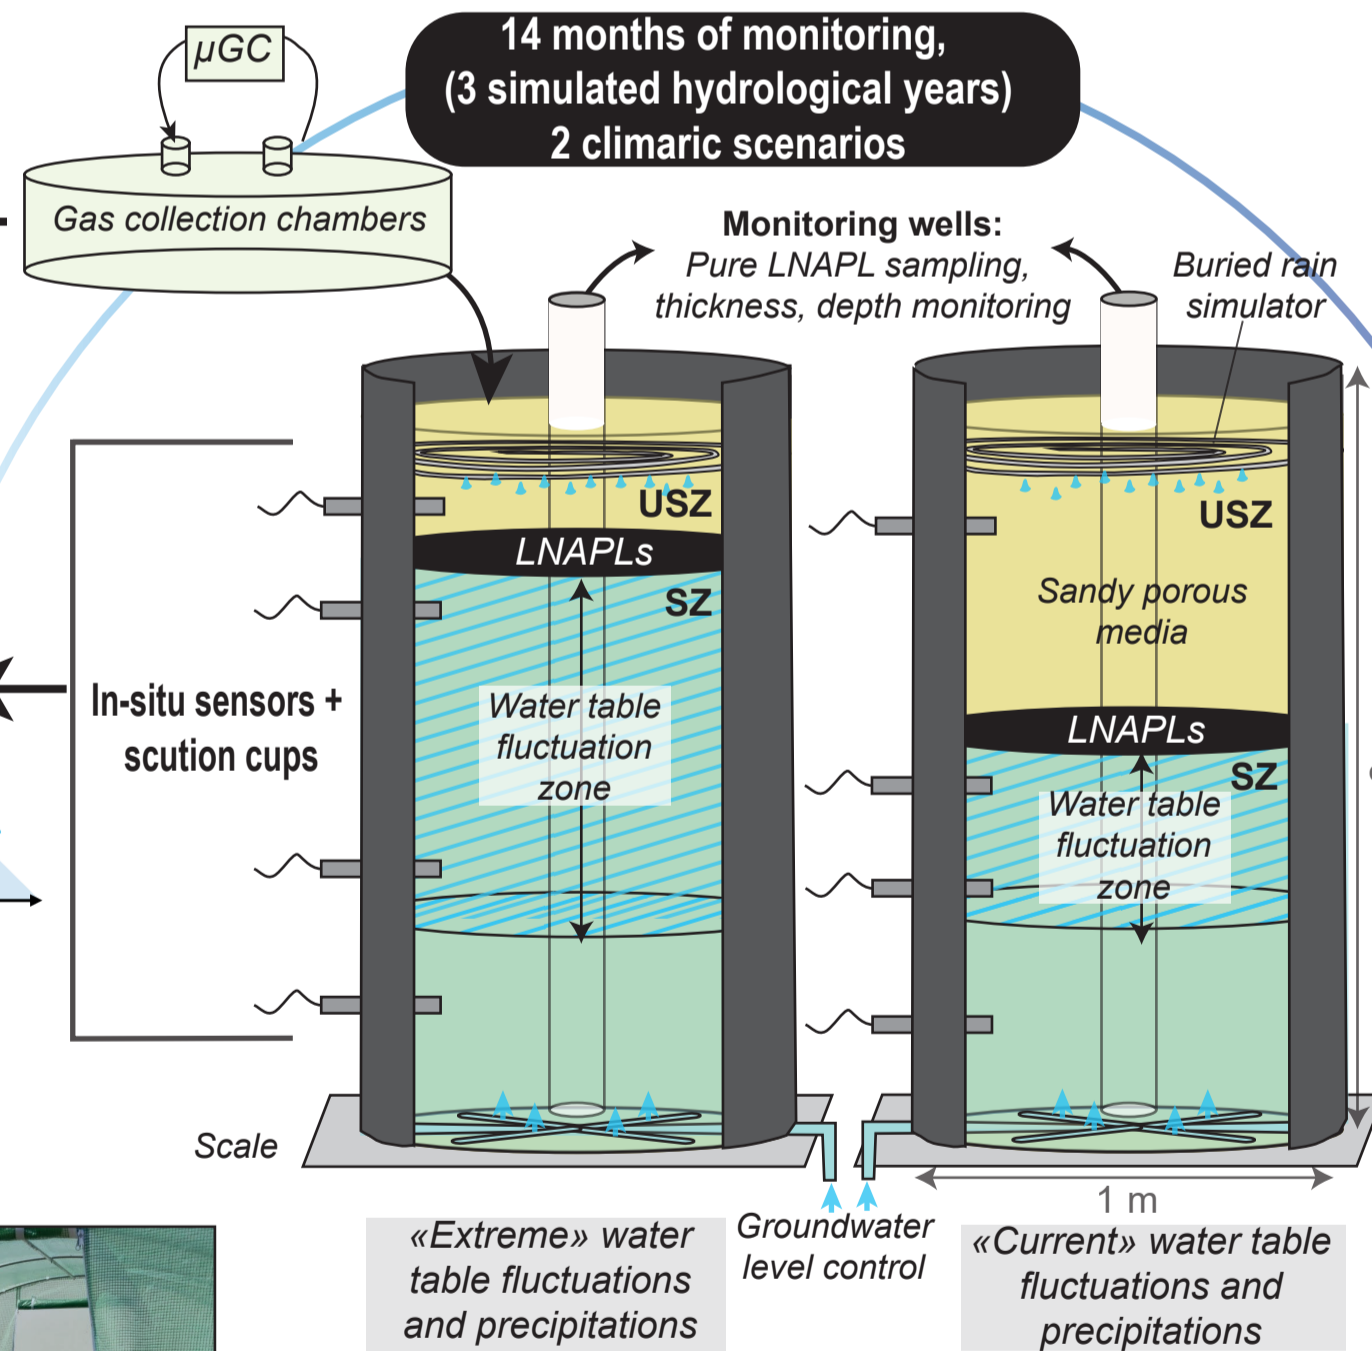 µGC
14 months of monitoring,
(3 simulated hydrological years)
2 climaric scenarios
Gas collection chambers
Monitoring wells:
Pure LNAPL sampling,
thickness, depth monitoring
Buried rain
simulator
USZ
LNAPLs
SZ
Water table
fluctuation
zone
USZ
Sandy porous
media
LNAPLs
SZ
Water table
fluctuation
zone
In-situ sensors +
scution cups
Scale
1 m
Groundwater
level control
«Extreme» water
table fluctuations
and precipitations
«Current» water table
fluctuations and
precipitations